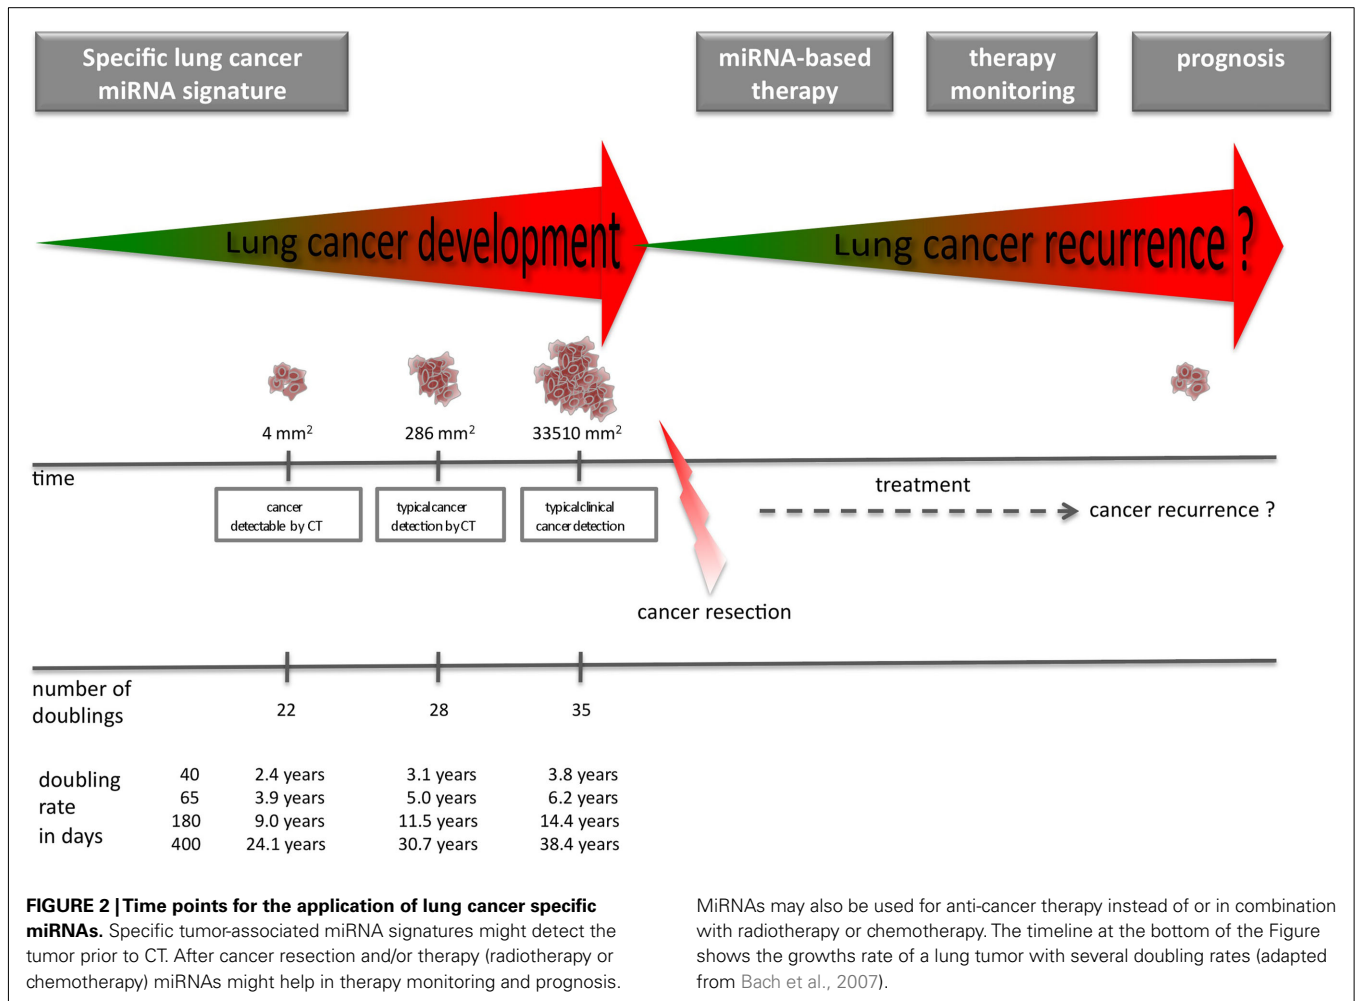 Specific lung cancer
miRNA signature
miRNA-based
therapy
therapy
monitoring
prognosis
Lung cancer development
Lung cancer recurrence ?
4 mm²
286 mm²
33510 mm²
time
cancer
detectable by CT
typical cancer
detection by CT
typical clinical
cancer detection
treatment
cancer recurrence ?
cancer resection
number of
doublings
22
28
35
doubling
rate
in days
40 2.4 years 3.1 years 3.8 years
65 3.9 years 5.0 years 6.2 years
180 9.0 years 11.5 years 14.4 years
400 24.1 years 30.7 years 38.4 years
FIGURE 2 | Time points for the application of lung cancer specific
miRNAs. Specific tumor-associated miRNA signatures might detect the
tumor prior to CT. After cancer resection and/or therapy (radiotherapy or
chemotherapy) miRNAs might help in therapy monitoring and prognosis.
MiRNAs may also be used for anti-cancer therapy instead of or in combination
with radiotherapy or chemotherapy. The timeline at the bottom of the Figure
shows the growths rate of a lung tumor with several doubling rates (adapted
from Bach et al., 2007).